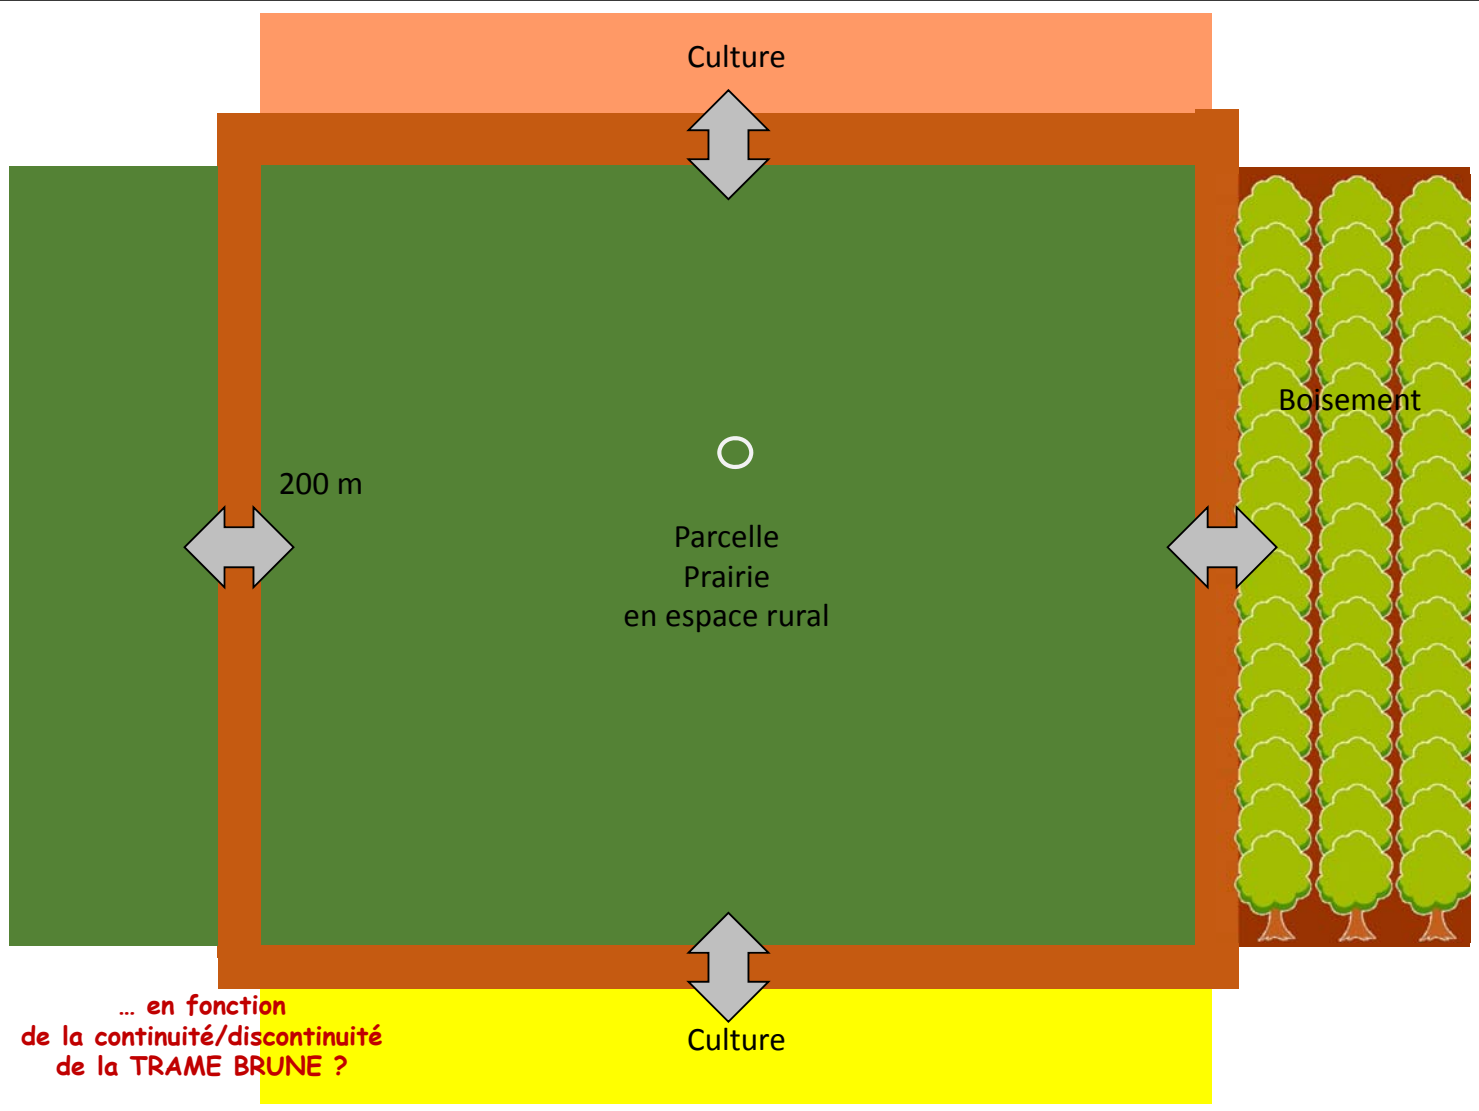 Culture
Boisement
200 m
Parcelle
Prairie
en espace rural
... en fonction
de la continuité/discontinuité
de la TRAME BRUNE ?
Culture